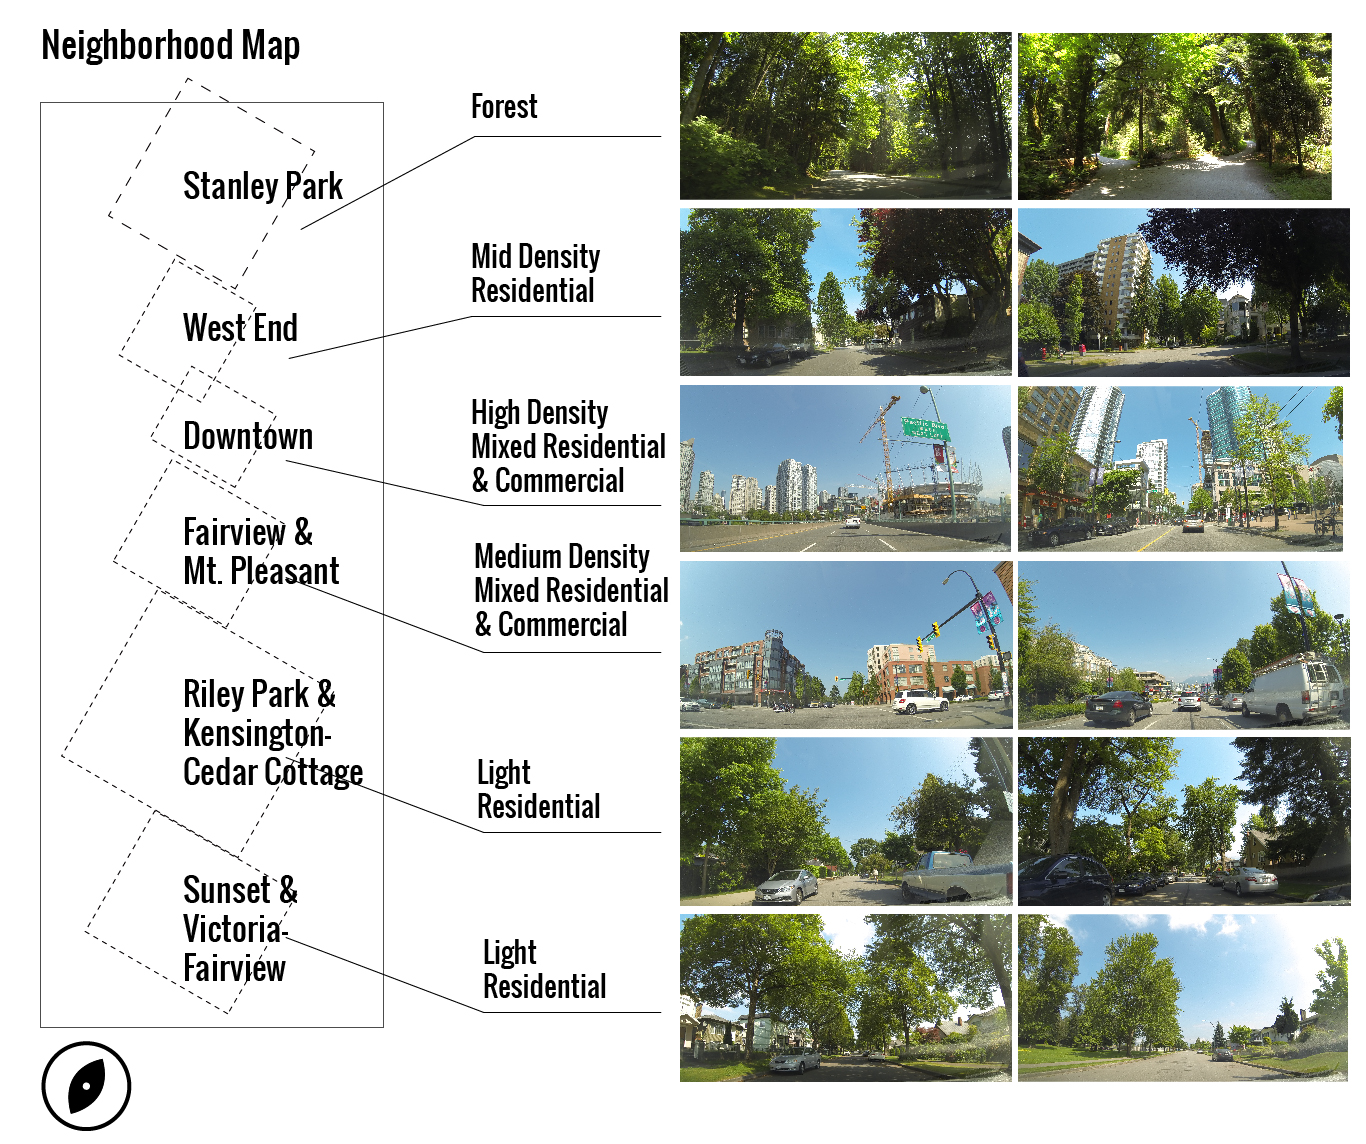 Neighborhood Map
Stanley Park
Forest
West End
Mid Density
Residential
Downtown
High Density
Mixed Residential
& Commercial
Fairview &
Mt. Pleasant
Medium Density
Mixed Residential
& Commercial
Riley Park &
Kensington-
Cedar Cottage
Light
Residential
Sunset &
Victoria-
Fairview
Light
Residential